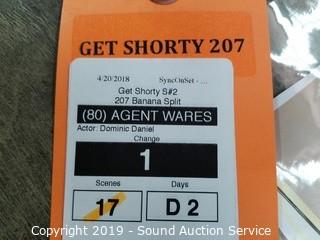 GET SHORTY 207
4/20/2018 SyncOnSet - ...
Get Shorty S#2
207 Banana Split
(80) AGENT WARES
Actor: Dominic Daniel
Change
1
Scenes Days
17 D 2
Copyright 2019 - Sound Auction Service